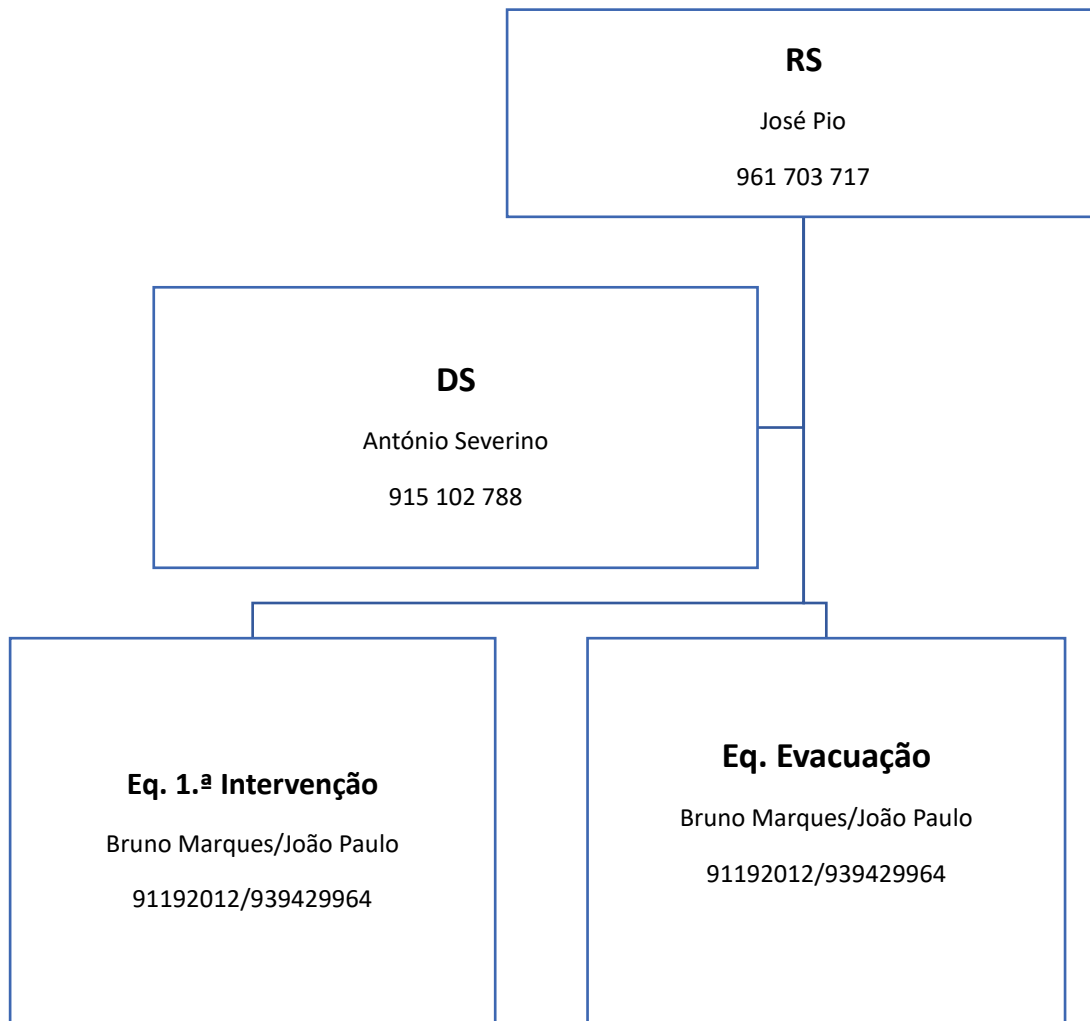 RS
José Pio
961 703 717
DS
António Severino
915 102 788
Eq. 1.ª Intervenção
Bruno Marques/João Paulo
91192012/939429964
Eq. Evacuação
Bruno Marques/João Paulo
91192012/939429964